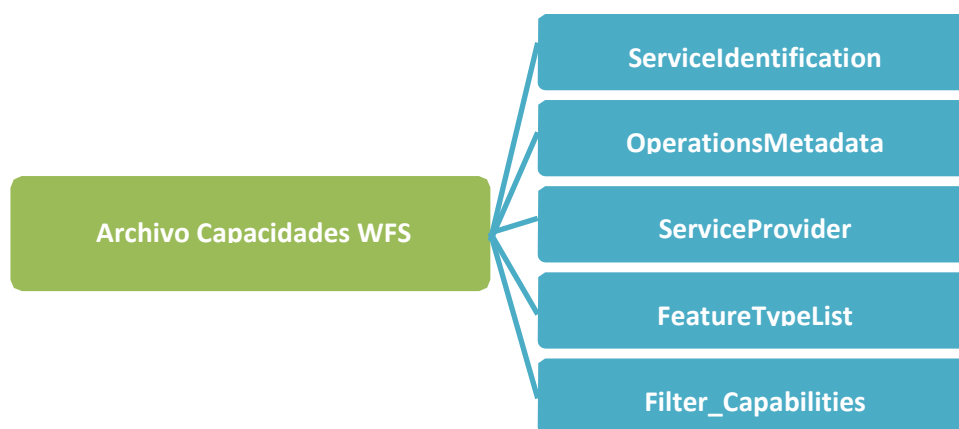 ServiceIdentification
OperationsMetadata
Archivo Capacidades WFS
ServiceProvider
FeatureTypeList
Filter_Capabilities